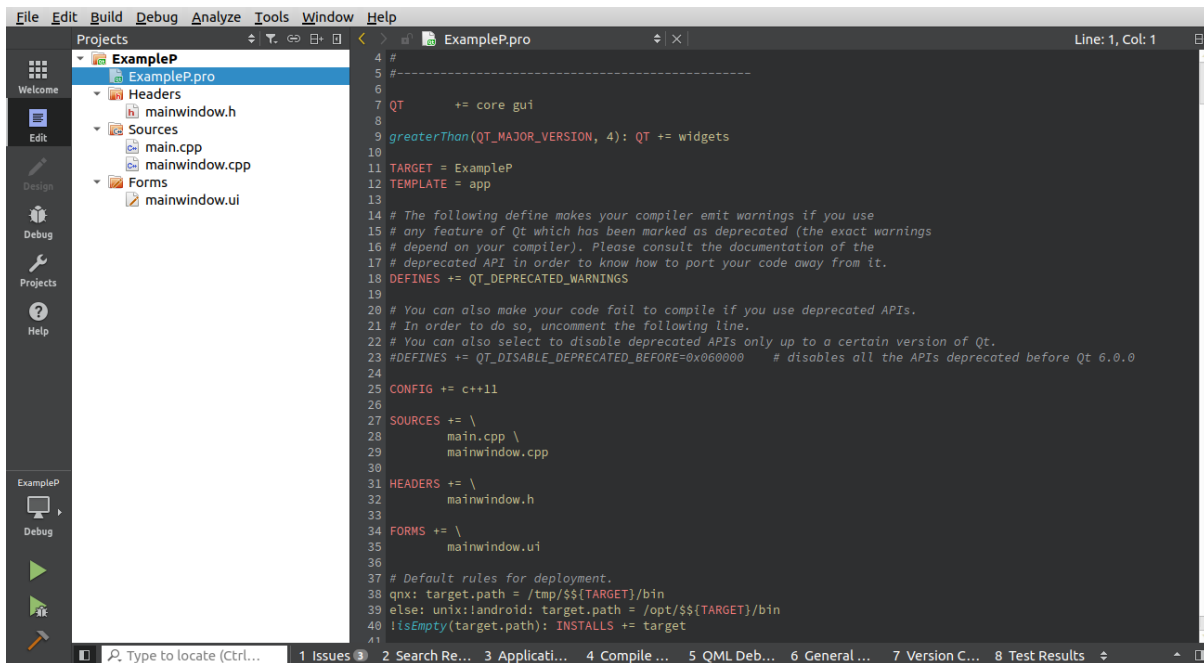 File Edit Build Debug Analyze Tools Window Help
Projects
ExampleP.pro
Line: 1, Col: 1
Welcome
Edit
Design
Debug
Projects
Help
ExampleP
Debug
ExampleP
ExampleP.pro
Headers
mainwindow.h
Sources
main.cpp
mainwindow.cpp
Forms
mainwindow.ui
4 #
5 #-------------------------------------------------
6
7 QT       += core gui
8
9 greaterThan(QT_MAJOR_VERSION, 4): QT += widgets
10
11 TARGET = ExampleP
12 TEMPLATE = app
13
14 # The following define makes your compiler emit warnings if you use
15 # any feature of Qt which has been marked as deprecated (the exact warnings
16 # depend on your compiler). Please consult the documentation of the
17 # deprecated API in order to know how to port your code away from it.
18 DEFINES += QT_DEPRECATED_WARNINGS
19
20 # You can also make your code fail to compile if you use deprecated APIs.
21 # In order to do so, uncomment the following line.
22 # You can also select to disable deprecated APIs only up to a certain version of Qt.
23 #DEFINES += QT_DISABLE_DEPRECATED_BEFORE=0x060000    # disables all the APIs deprecated before Qt 6.0.0
24
25 CONFIG += c++11
26
27 SOURCES += \
28         main.cpp \
29         mainwindow.cpp
30
31 HEADERS += \
32         mainwindow.h
33
34 FORMS += \
35         mainwindow.ui
36
37 # Default rules for deployment.
38 qnx: target.path = /tmp/$${TARGET}/bin
39 else: unix:!android: target.path = /opt/$${TARGET}/bin
40 !isEmpty(target.path): INSTALLS += target
41
Type to locate (Ctrl...
1 Issues 3
2 Search Re...
3 Applicati...
4 Compile ...
5 QML Deb...
6 General ...
7 Version C...
8 Test Results